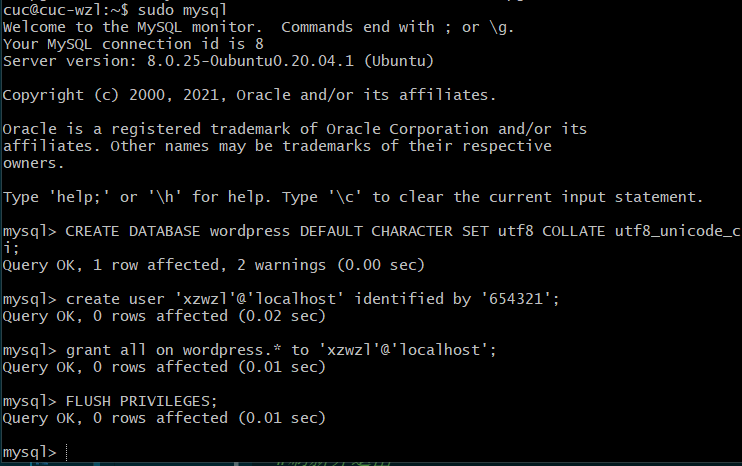 cuc@cuc-wzl:~$ sudo mysql
Welcome to the MySQL monitor.  Commands end with ; or \g.
Your MySQL connection id is 8
Server version: 8.0.25-0ubuntu0.20.04.1 (Ubuntu)
Copyright (c) 2000, 2021, Oracle and/or its affiliates.
Oracle is a registered trademark of Oracle Corporation and/or its
affiliates. Other names may be trademarks of their respective
owners.
Type 'help;' or '\h' for help. Type '\c' to clear the current input statement.
mysql> CREATE DATABASE wordpress DEFAULT CHARACTER SET utf8 COLLATE utf8_unicode_c
i;
Query OK, 1 row affected, 2 warnings (0.00 sec)
mysql> create user 'xzwzl'@'localhost' identified by '654321';
Query OK, 0 rows affected (0.02 sec)
mysql> grant all on wordpress.* to 'xzwzl'@'localhost';
Query OK, 0 rows affected (0.01 sec)
mysql> FLUSH PRIVILEGES;
Query OK, 0 rows affected (0.01 sec)
mysql>